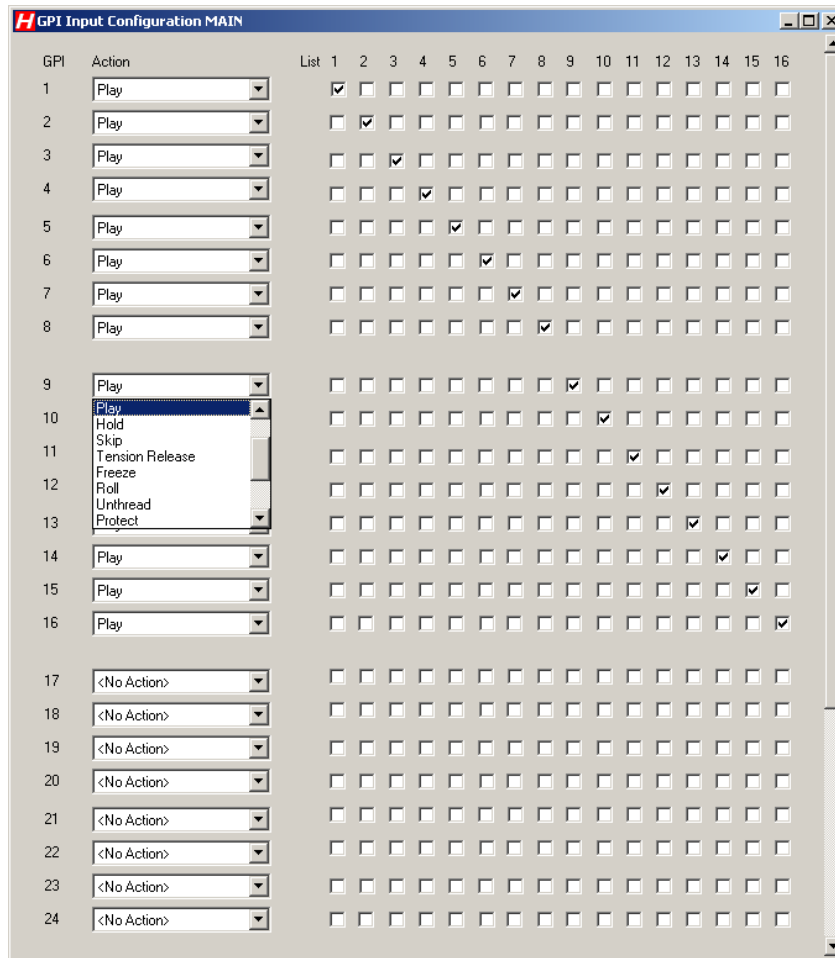 H GPI Input Configuration MAIN
GPI Action List 1 2 3 4 5 6 7 8 9 10 11 12 13 14 15 16
1 Play
2 Play
3 Play
4 Play
5 Play
6 Play
7 Play
8 Play
9 Play
Play
10 Hold
Skip
11 Tension Release
Freeze
12 Roll
Unthread
13 Protect
14 Play
15 Play
16 Play
17 <No Action>
18 <No Action>
19 <No Action>
20 <No Action>
21 <No Action>
22 <No Action>
23 <No Action>
24 <No Action>